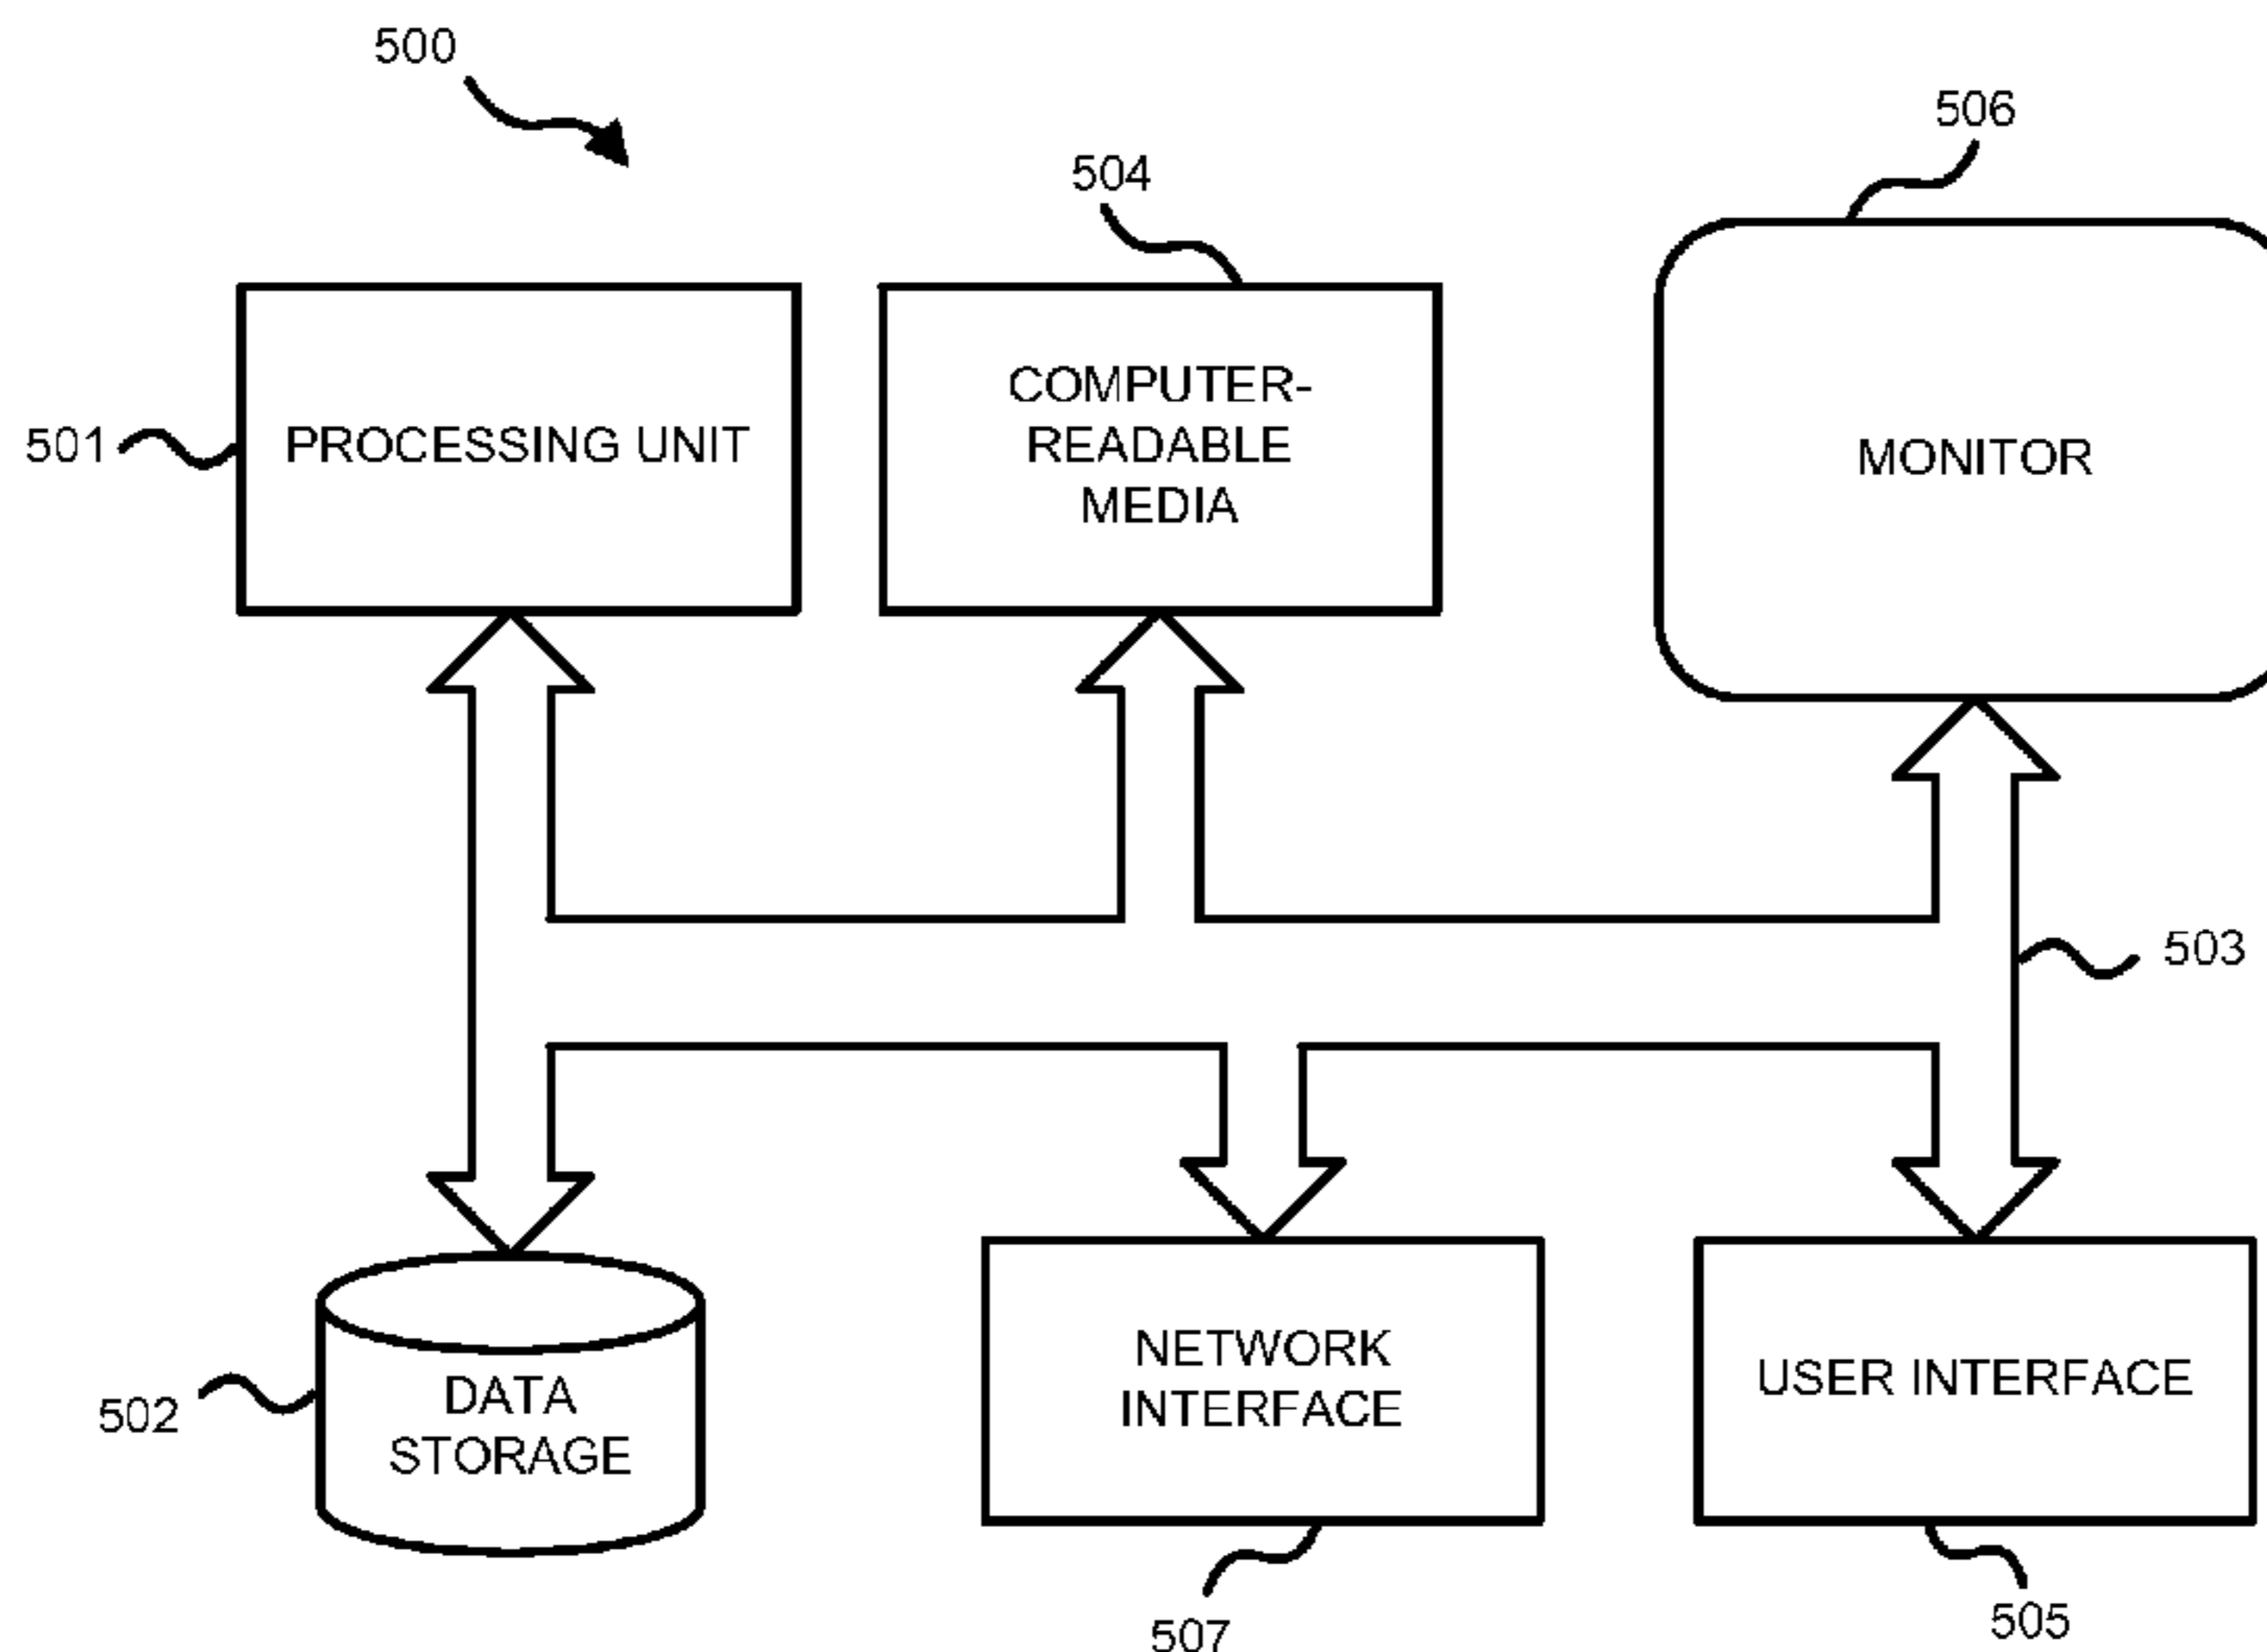 500
506
504
COMPUTER-
READABLE
MEDIA
501
PROCESSING UNIT
MONITOR
503
NETWORK
INTERFACE
USER INTERFACE
DATA
STORAGE
502
507
505